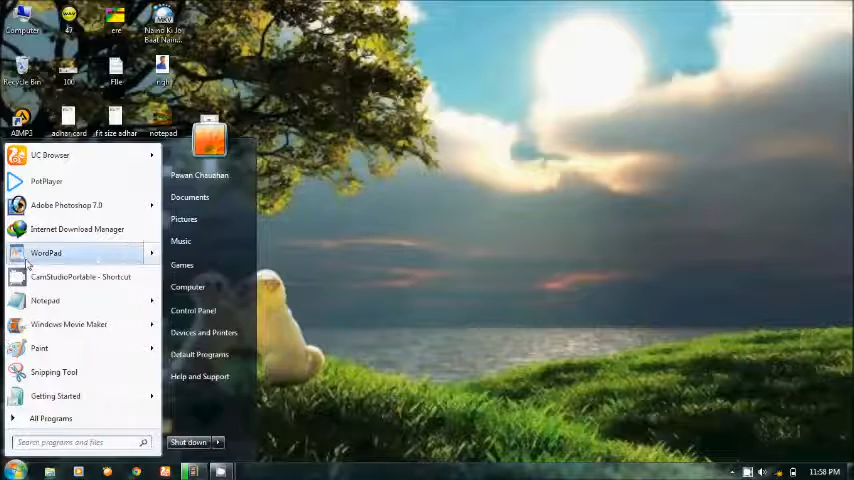 Computer
47
ere
Naino Ki Jo
Baat Nain...
Recycle Bin
100
FIle
ngh
AIMP3
adhar card
fit size adhar
notepad
UC Browser
PotPlayer
Adobe Photoshop 7.0
Internet Download Manager
WordPad
CamStudioPortable - Shortcut
Notepad
Windows Movie Maker
Paint
Snipping Tool
Getting Started
All Programs
Search programs and files
Pawan Chauahan
Documents
Pictures
Music
Games
Computer
Control Panel
Devices and Printers
Default Programs
Help and Support
Shut down
11:58 PM